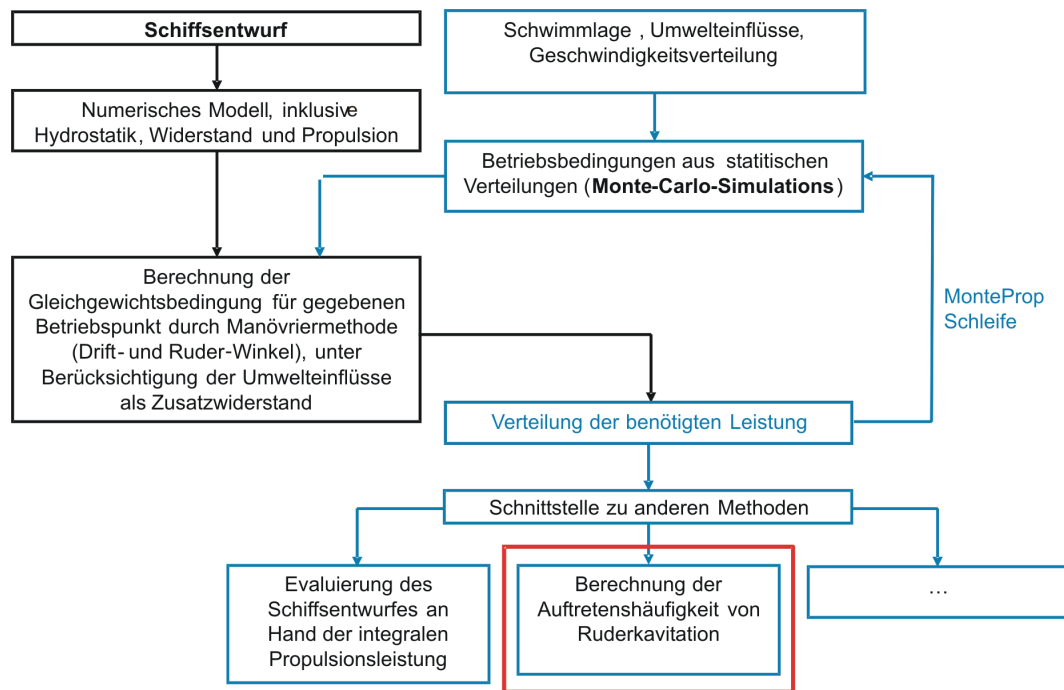 Schiffsentwurf
Schwimmlage , Umwelteinflüsse,
Geschwindigkeitsverteilung
Numerisches Modell, inklusive
Hydrostatik, Widerstand und Propulsion
Betriebsbedingungen aus statitischen
Verteilungen (Monte-Carlo-Simulations)
Berechnung der
Gleichgewichtsbedingung für gegebenen
Betriebspunkt durch Manövriermethode
(Drift- und Ruder-Winkel), unter
Berücksichtigung der Umwelteinflüsse
als Zusatzwiderstand
MonteProp
Schleife
Verteilung der benötigten Leistung
Schnittstelle zu anderen Methoden
Evaluierung des
Schiffsentwurfes an
Hand der integralen
Propulsionsleistung
Berechnung der
Auftretenshäufigkeit von
Ruderkavitation
...